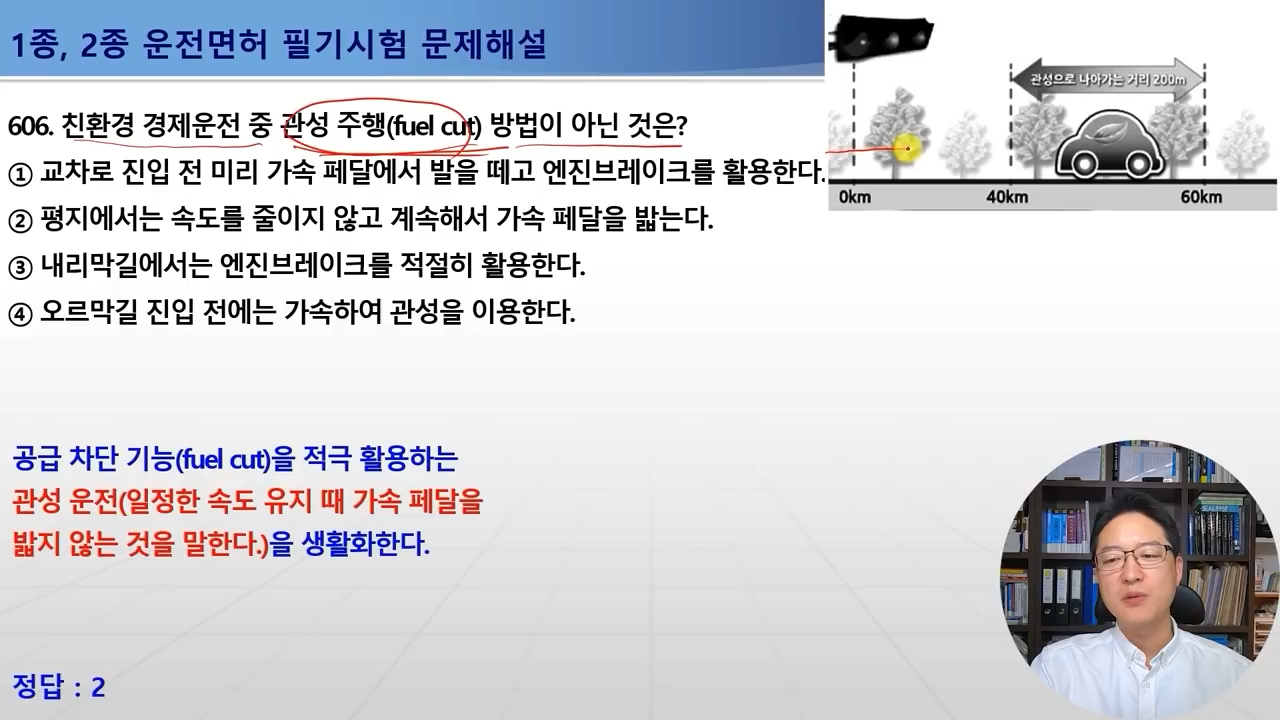 1종, 2종 운전면허 필기시험 문제해설
관성으로 나아가는 거리 200m
0km 40km 60km
606. 친환경 경제운전 중 관성 주행(fuel cut) 방법이 아닌 것은?
① 교차로 진입 전 미리 가속 페달에서 발을 떼고 엔진브레이크를 활용한다.
② 평지에서는 속도를 줄이지 않고 계속해서 가속 페달을 밟는다.
③ 내리막길에서는 엔진브레이크를 적절히 활용한다.
④ 오르막길 진입 전에는 가속하여 관성을 이용한다.
공급 차단 기능(fuel cut)을 적극 활용하는
관성 운전(일정한 속도 유지 때 가속 페달을
밟지 않는 것을 말한다.)을 생활화한다.
정답 : 2